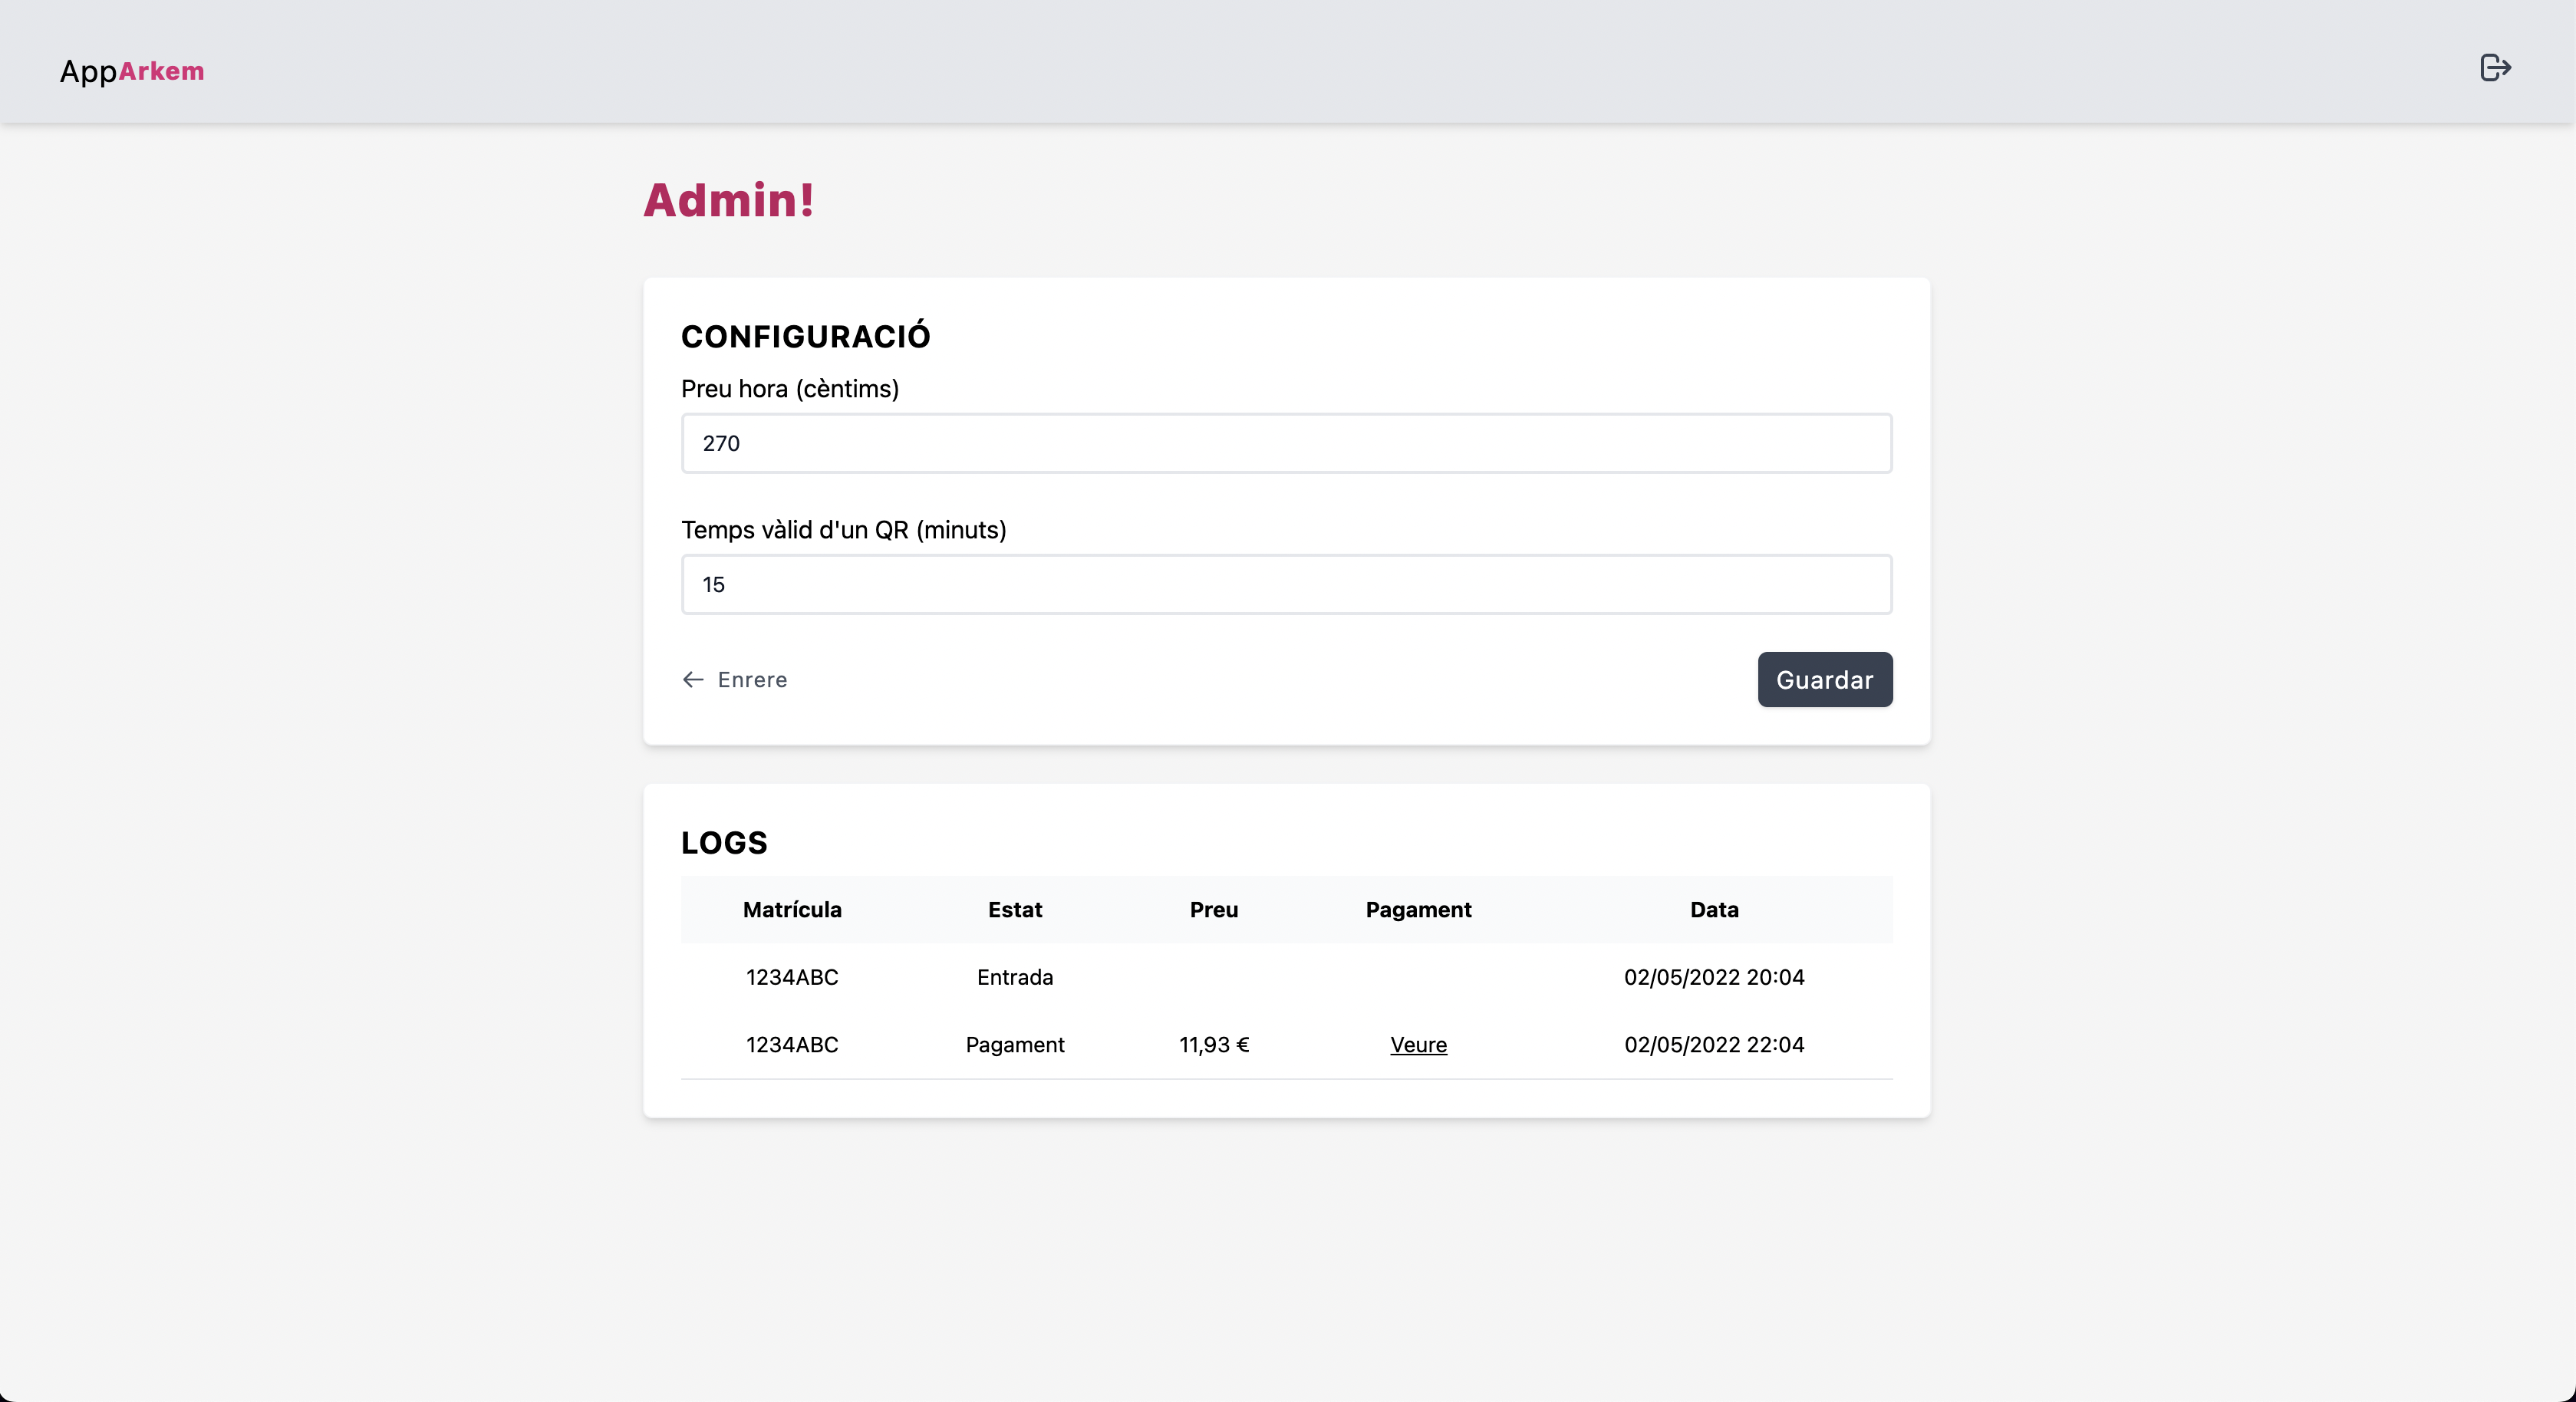 AppArkem
Admin!
CONFIGURACIÓ
Preu hora (cèntims)
270
Temps vàlid d'un QR (minuts)
15
Enrere Guardar
LOGS
Matrícula Estat Preu Pagament Data
1234ABC Entrada 02/05/2022 20:04
1234ABC Pagament 11,93 € Veure 02/05/2022 22:04